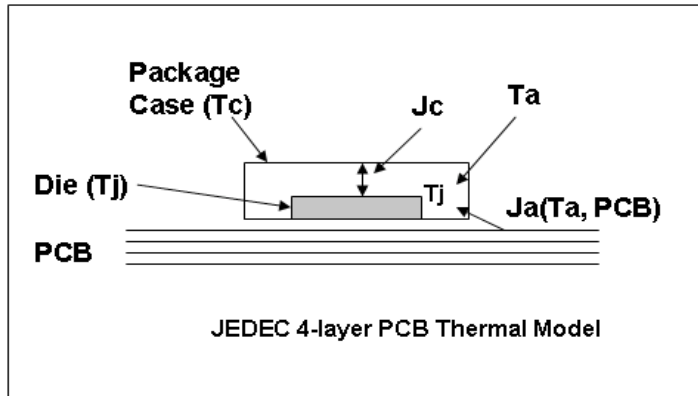 Package
Case (Tc)
Jc
Ta
Die (Tj)
Tj
Ja(Ta, PCB)
PCB
JEDEC 4-layer PCB Thermal Model